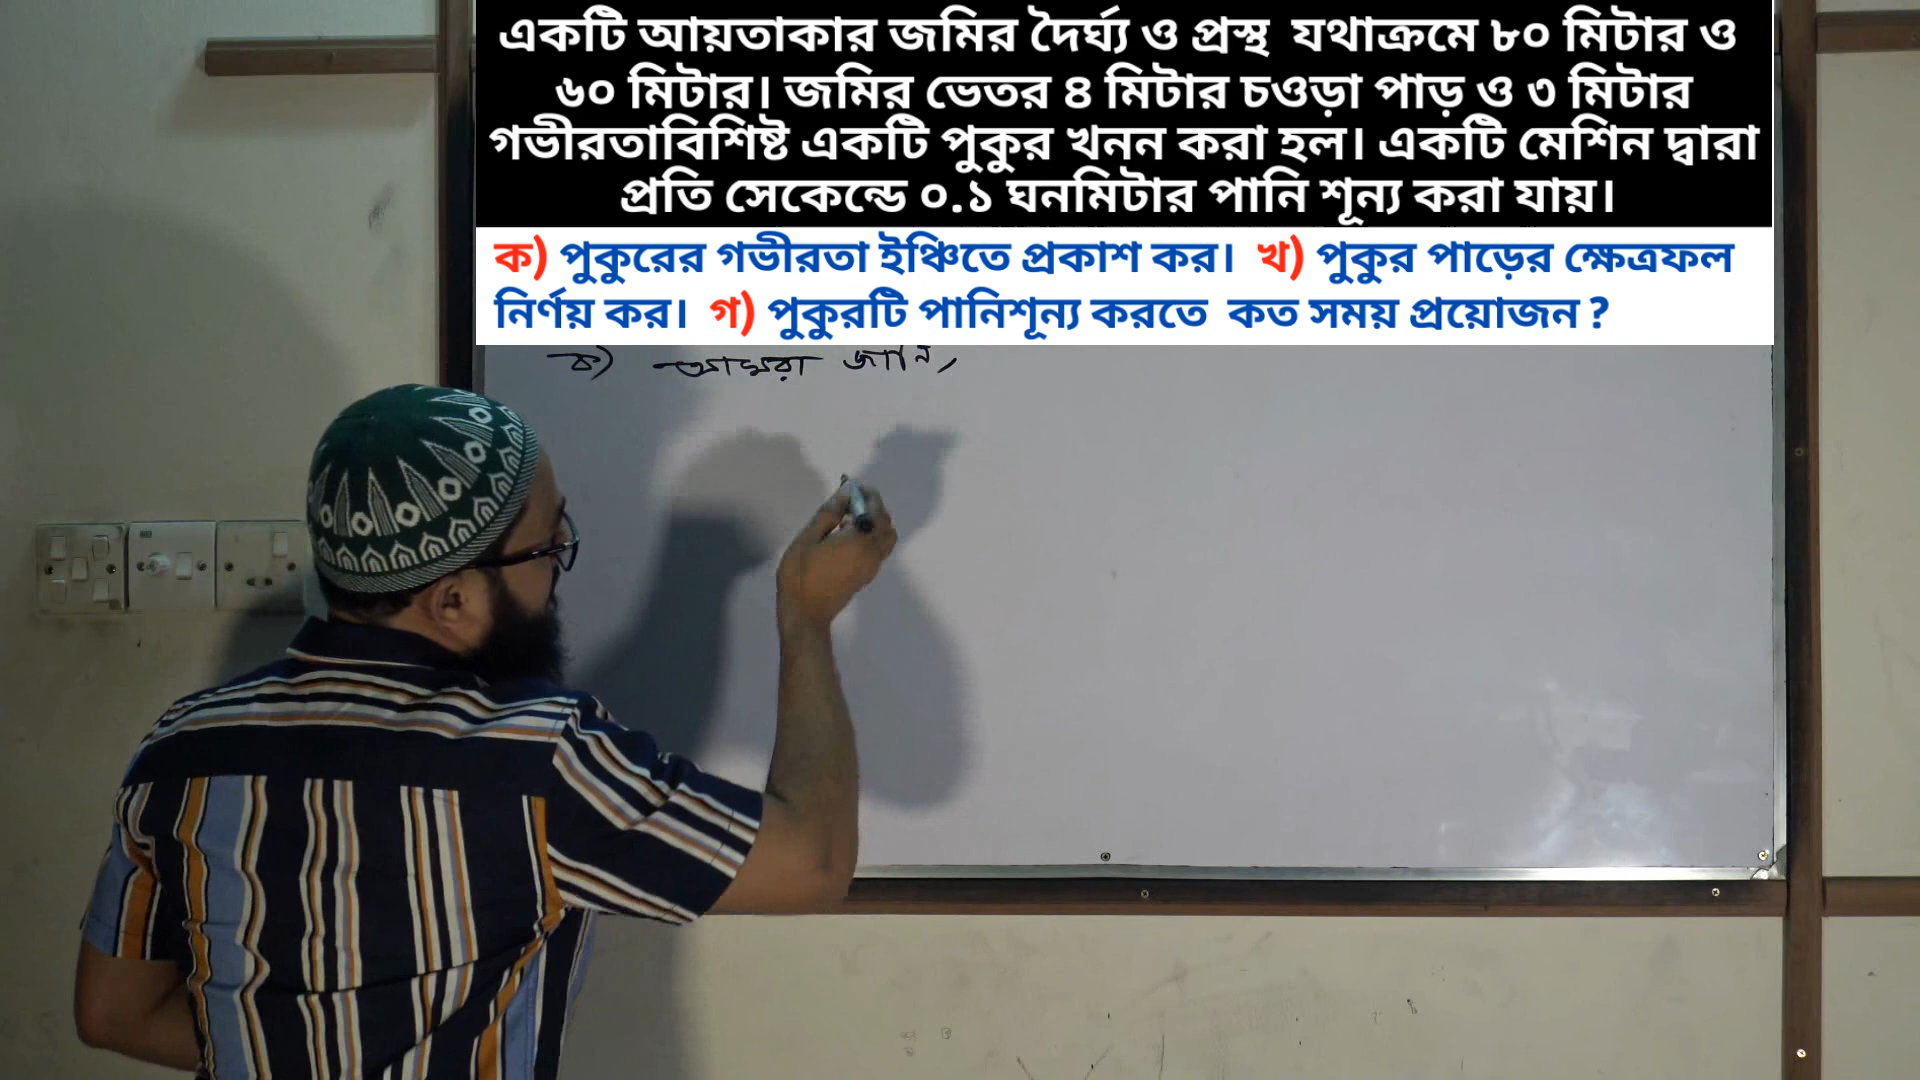 একটি আয়তাকার জমির দৈর্ঘ্য ও প্রস্থ যথাক্রমে ৮০ মিটার ও
৬০ মিটার। জমির ভেতর ৪ মিটার চওড়া পাড় ও ৩ মিটার
গভীরতাবিশিষ্ট একটি পুকুর খনন করা হল। একটি মেশিন দ্বারা
প্রতি সেকেন্ডে ০.১ ঘনমিটার পানি শূন্য করা যায়।
ক) পুকুরের গভীরতা ইঞ্চিতে প্রকাশ কর। খ) পুকুর পাড়ের ক্ষেত্রফল
নির্ণয় কর। গ) পুকুরটি পানিশূন্য করতে কত সময় প্রয়োজন ?
ক) আমরা জানি,